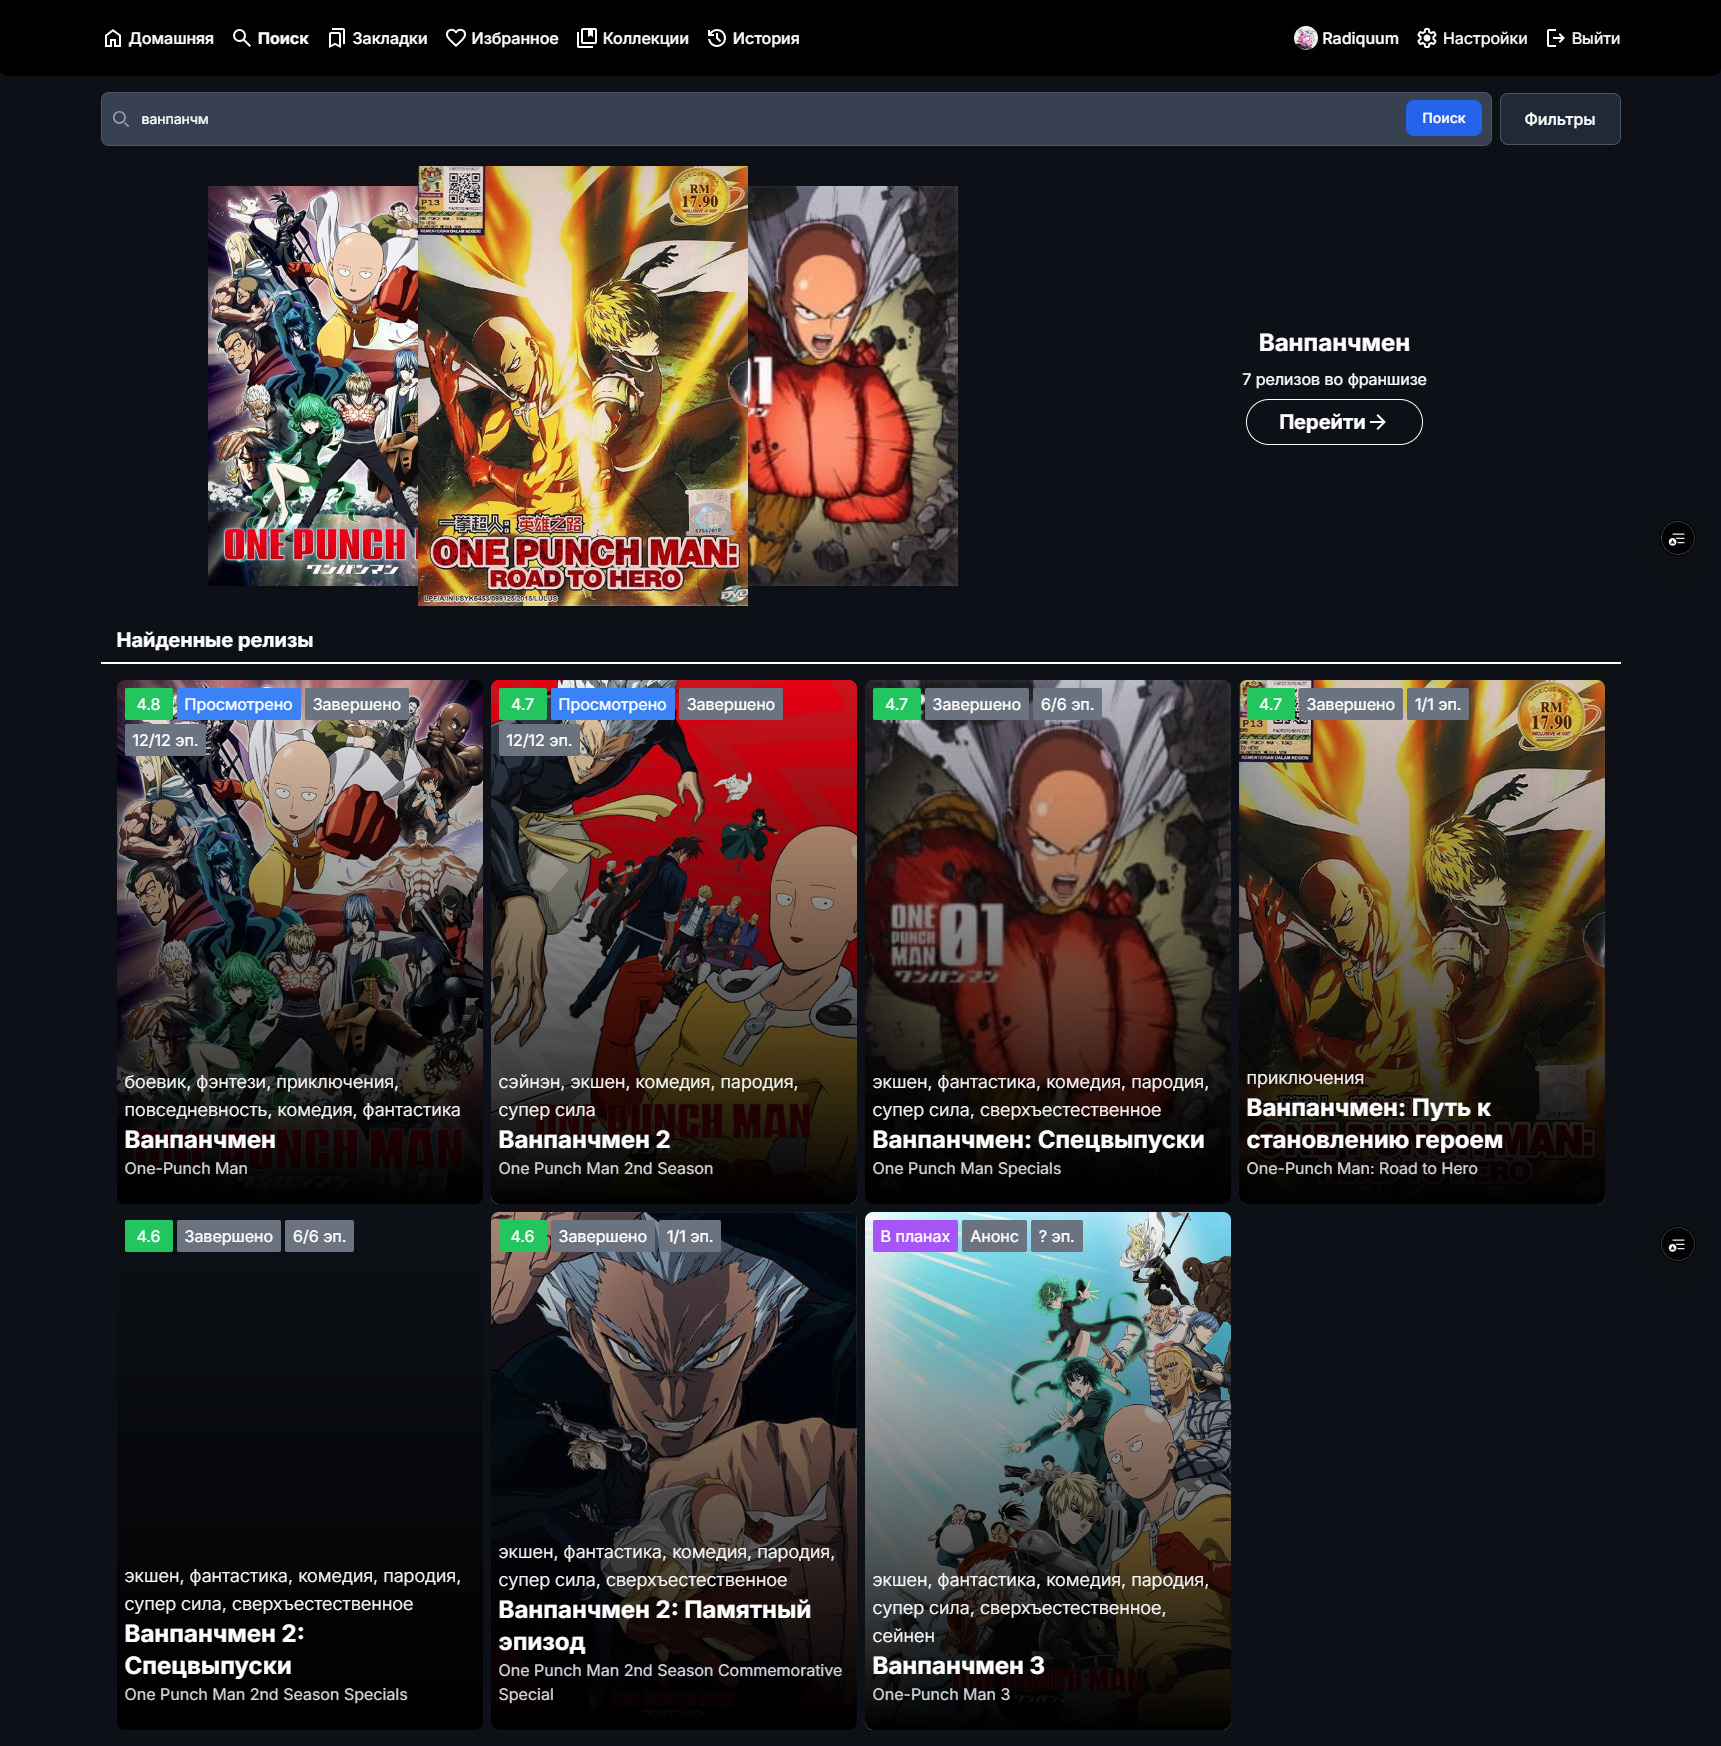 Домашняя Поиск Закладки Избранное Коллекции История Radiquum Настройки Выйти
ванпанчм Поиск Фильтры
P13
RM
17.90
一拳超人：英雄之路
ONE PUNCH
ワンパンマン
ONE PUNCH MAN:
ROAD TO HERO
DVD
Ванпанчмен
7 релизов во франшизе
Перейти
Найденные релизы
4.8 Просмотрено Завершено
12/12 эп.
боевик, фэнтези, приключения,
повседневность, комедия, фантастика
Ванпанчмен
One-Punch Man
4.7 Просмотрено Завершено
12/12 эп.
сэйнэн, экшен, комедия, пародия,
супер сила
Ванпанчмен 2
One Punch Man 2nd Season
4.7 Завершено 6/6 эп.
ONE
PUNCH
MAN 01
ワンパンマン
экшен, фантастика, комедия, пародия,
супер сила, сверхъестественное
Ванпанчмен: Спецвыпуски
One Punch Man Specials
4.7 Завершено 1/1 эп.
RM
17.90
приключения
Ванпанчмен: Путь к
становлению героем
One-Punch Man: Road to Hero
4.6 Завершено 6/6 эп.
экшен, фантастика, комедия, пародия,
супер сила, сверхъестественное
Ванпанчмен 2:
Спецвыпуски
One Punch Man 2nd Season Specials
4.6 Завершено 1/1 эп.
экшен, фантастика, комедия, пародия,
супер сила, сверхъестественное
Ванпанчмен 2: Памятный
эпизод
One Punch Man 2nd Season Commemorative
Special
В планах Анонс ? эп.
экшен, фантастика, комедия, пародия,
супер сила, сверхъестественное,
сейнен
Ванпанчмен 3
One-Punch Man 3